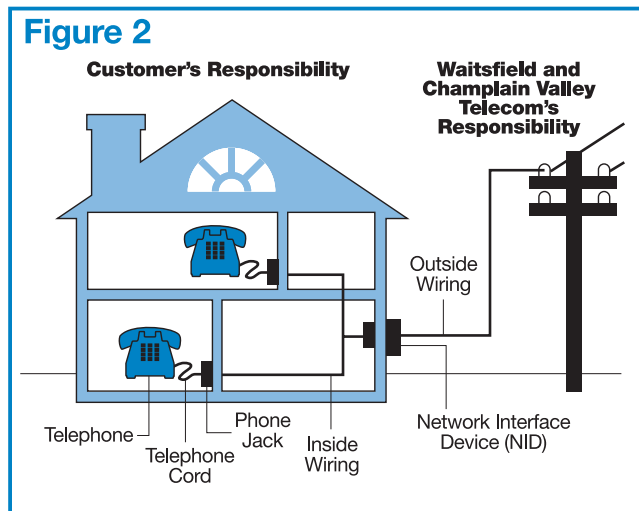 Figure 2
Customer’s Responsibility
Waitsfield and
Champlain Valley
Telecom’s
Responsibility
Outside
Wiring
Telephone
Telephone
Cord
Phone
Jack
Inside
Wiring
Network Interface
Device (NID)